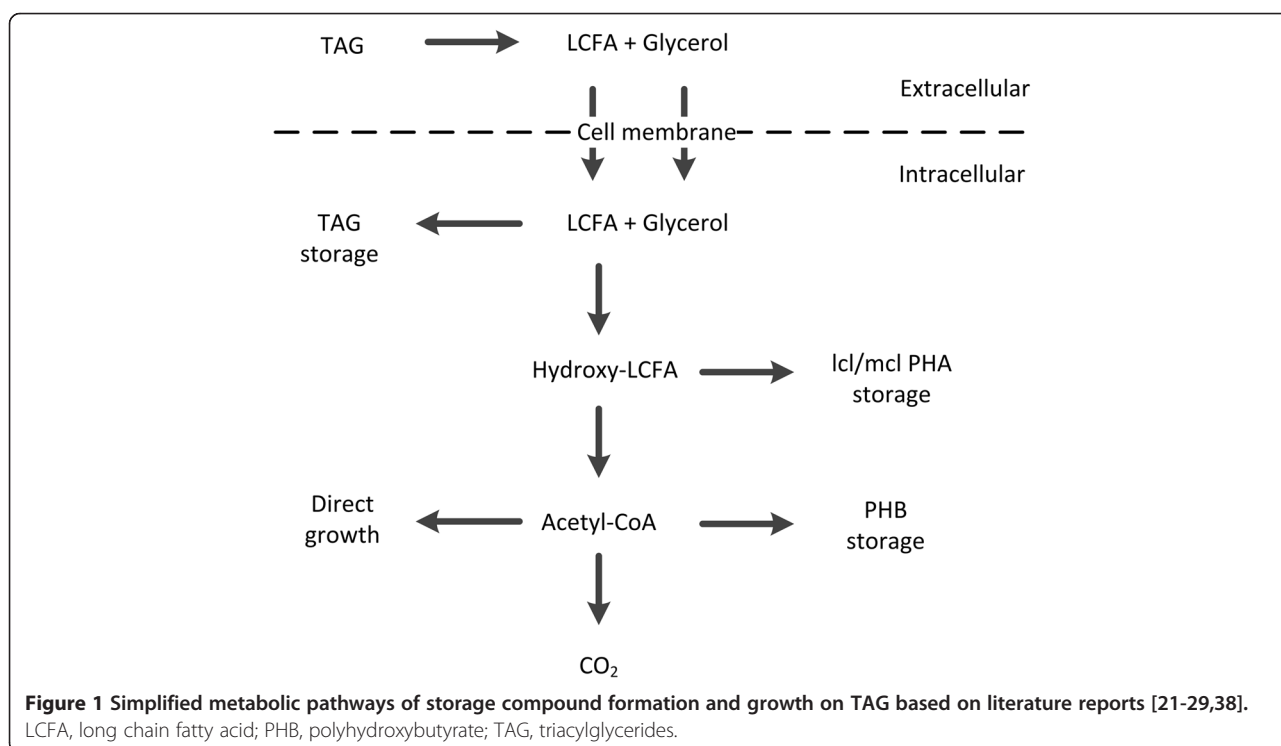 TAG
LCFA + Glycerol
Extracellular
Cell membrane
Intracellular
TAG
storage
LCFA + Glycerol
Hydroxy-LCFA
lcl/mcl PHA
storage
Direct
growth
Acetyl-CoA
PHB
storage
CO₂
Figure 1 Simplified metabolic pathways of storage compound formation and growth on TAG based on literature reports [21-29,38].
LCFA, long chain fatty acid; PHB, polyhydroxybutyrate; TAG, triacylglycerides.